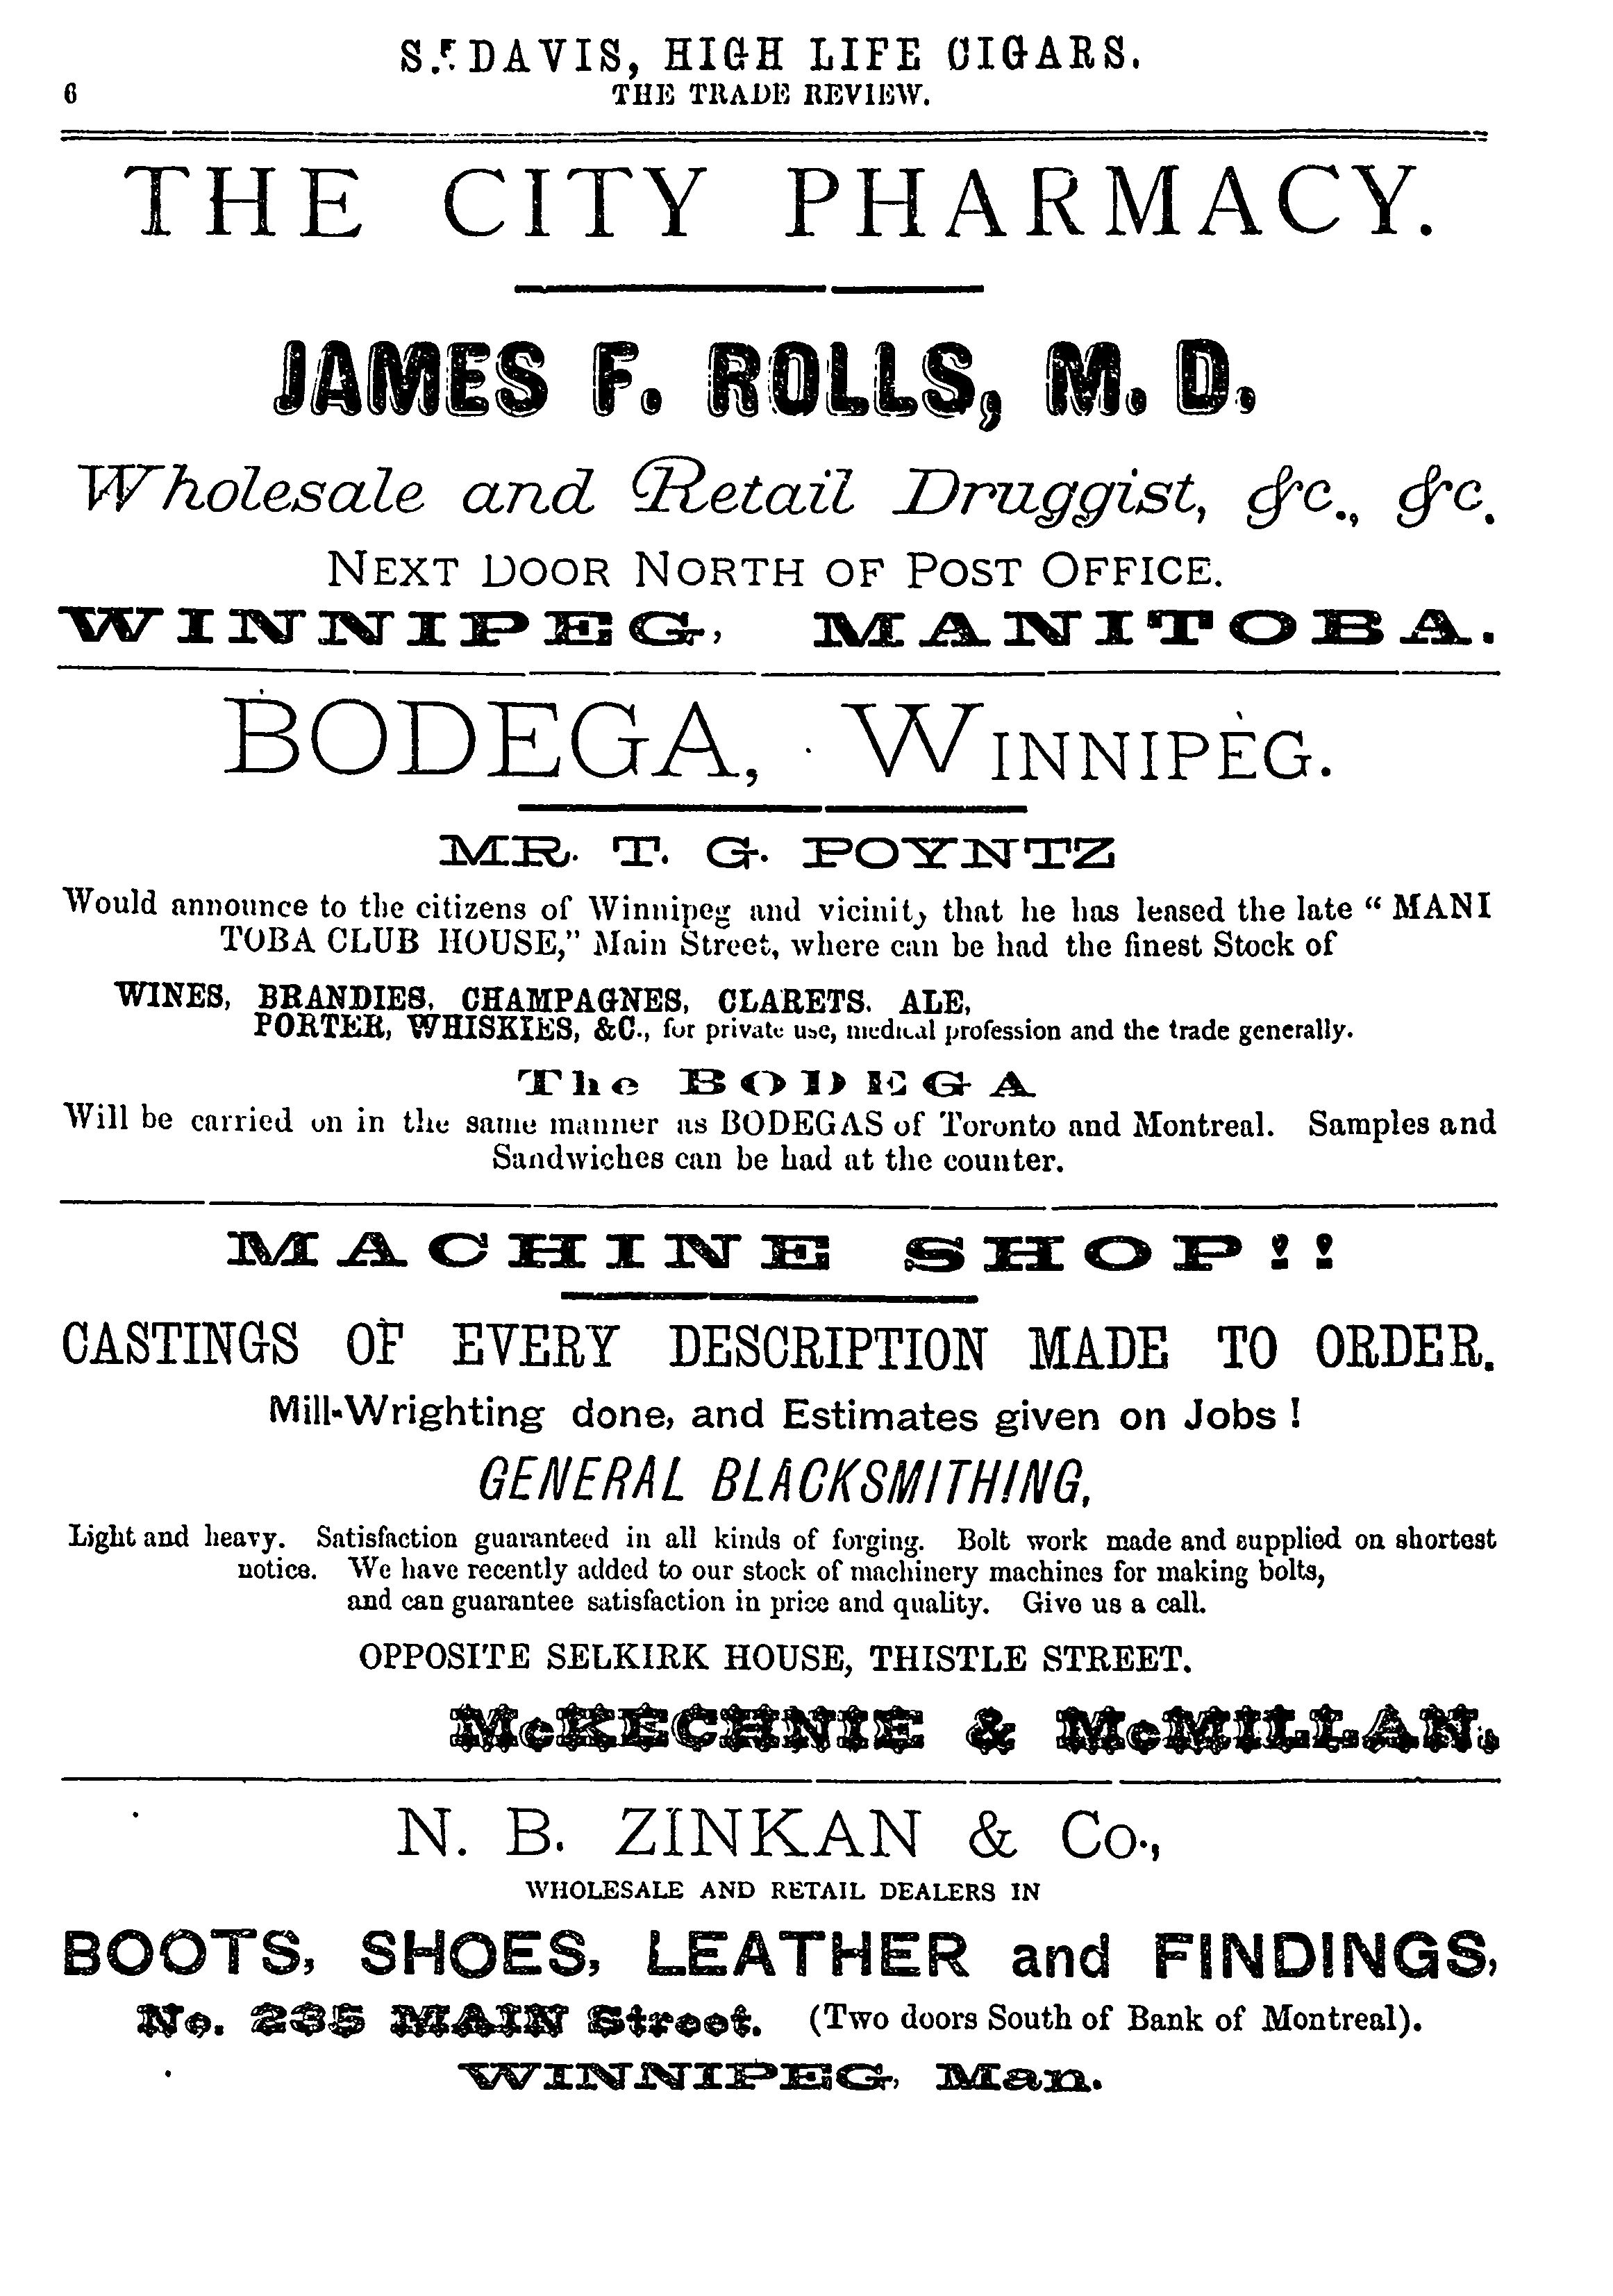 S. F. DAVIS, HIGH LIFE CIGARS.
6
THE TRADE REVIEW.
THE CITY PHARMACY.
JAMES F. ROLLS, M. D.
Wholesale and Retail Druggist, &c., &c.
NEXT DOOR NORTH OF POST OFFICE.
WINNIPEG, MANITOBA.
BODEGA, WINNIPEG.
MR. T. G. POYNTZ
Would announce to the citizens of Winnipeg and vicinity that he has leased the late “ MANI
TOBA CLUB HOUSE,” Main Street, where can be had the finest Stock of
WINES, BRANDIES, CHAMPAGNES, CLARETS, ALE,
PORTER, WHISKIES, &C., for private use, medical profession and the trade generally.
The BODEGA
Will be carried on in the same manner as BODEGAS of Toronto and Montreal. Samples and
Sandwiches can be had at the counter.
MACHINE SHOP!!
CASTINGS OF EVERY DESCRIPTION MADE TO ORDER.
Mill-Wrighting done, and Estimates given on Jobs !
GENERAL BLACKSMITHING,
Light and heavy. Satisfaction guaranteed in all kinds of forging. Bolt work made and supplied on shortest
notice. We have recently added to our stock of machinery machines for making bolts,
and can guarantee satisfaction in price and quality. Give us a call.
OPPOSITE SELKIRK HOUSE, THISTLE STREET.
McKECHNIE & McMILLAN.
N. B. ZINKAN & Co.,
WHOLESALE AND RETAIL DEALERS IN
BOOTS, SHOES, LEATHER and FINDINGS,
No. 235 MAIN Street. (Two doors South of Bank of Montreal).
WINNIPEG, Man.